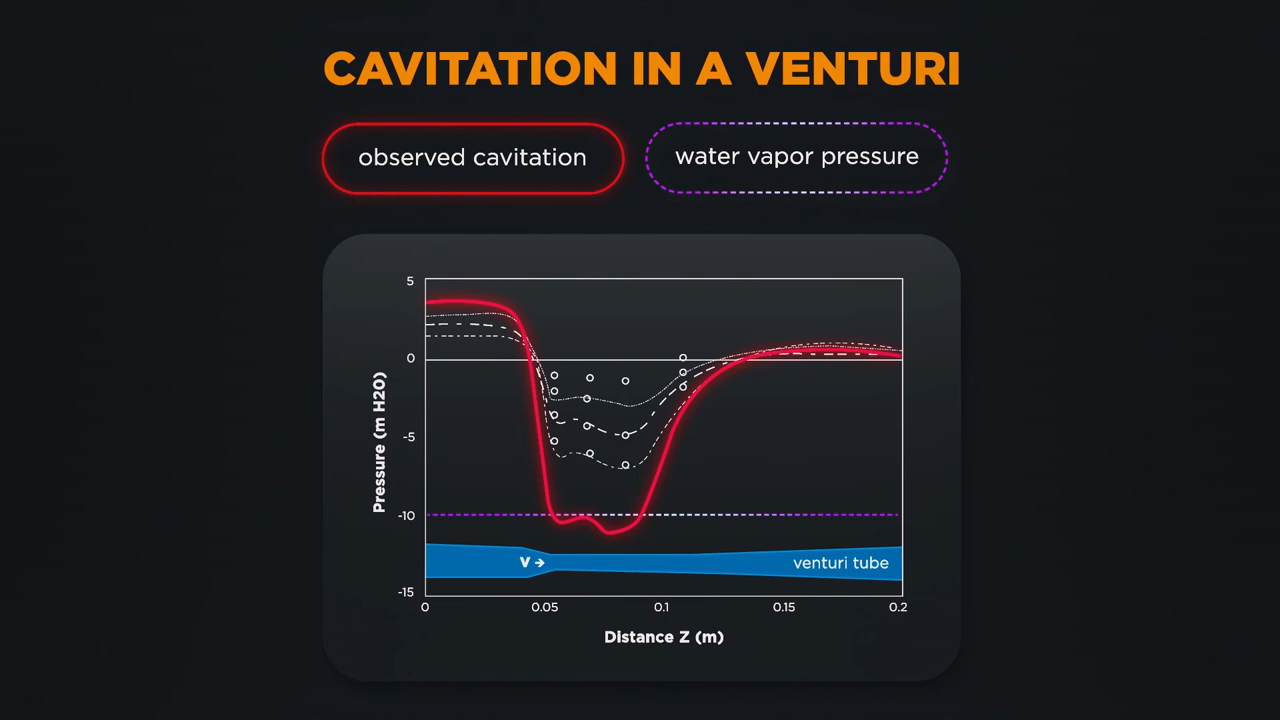 CAVITATION IN A VENTURI
observed cavitation
water vapor pressure
5
0
-5
-10
-15
Pressure (m H2O)
V →
venturi tube
0
0.05
0.1
0.15
0.2
Distance Z (m)